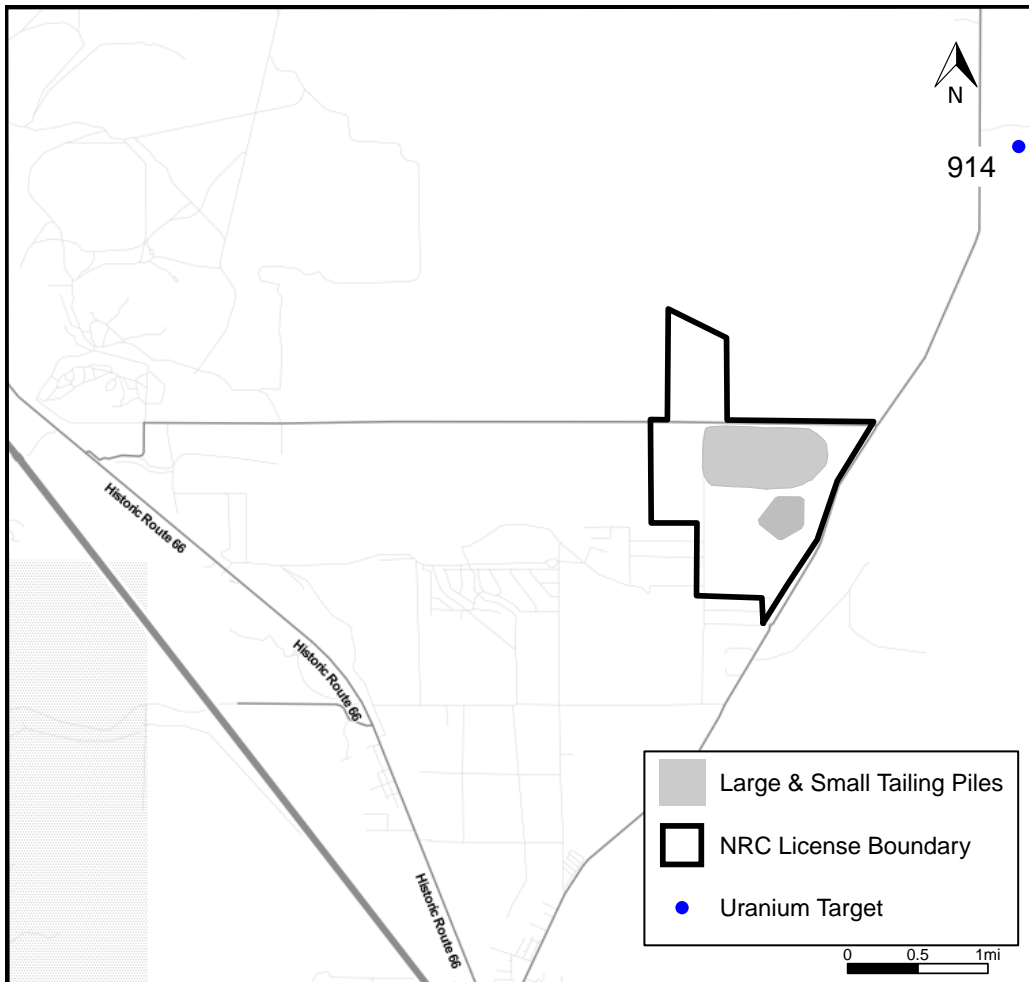 N
914
Historic Route 66
Historic Route 66
Historic Route 66
Large & Small Tailing Piles
NRC License Boundary
Uranium Target
0 0.5 1mi